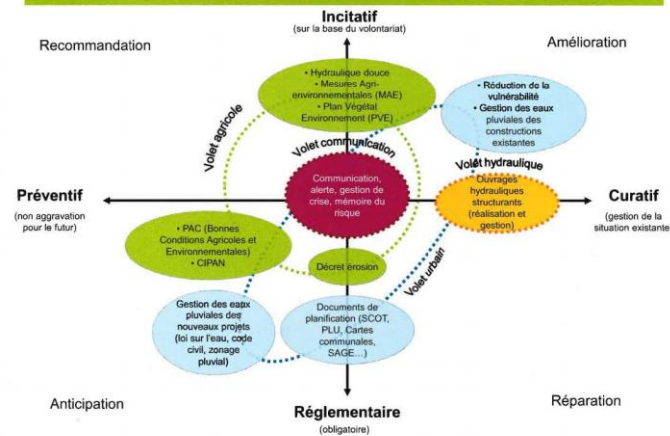 Incitatif
(sur la base du volontariat)
Recommandation
Amélioration
• Hydraulique douce
• Mesures Agri-
environnementales (MAE)
• Plan Végétal
Environnement (PVE)
• Réduction de la
vulnérabilité
• Gestion des eaux
pluviales des
constructions
existantes
Volet agricole
Volet communication
Volet hydraulique
Communication,
alerte, gestion de
crise, mémoire du
risque
Ouvrages
hydrauliques
structurants
(réalisation et
gestion)
Préventif
(non aggravation
pour le futur)
Curatif
(gestion de la
situation existante
• PAC (Bonnes
Conditions Agricoles et
Environnementales)
• CIPAN
Décret érosion
Volet urbain
Gestion des eaux
pluviales des
nouveaux projets
(loi sur l'eau, code
civil, zonage
pluvial)
Documents de
planification (SCOT,
PLU, Cartes
communales,
SAGE…)
Anticipation
Réparation
Réglementaire
(obligatoire)